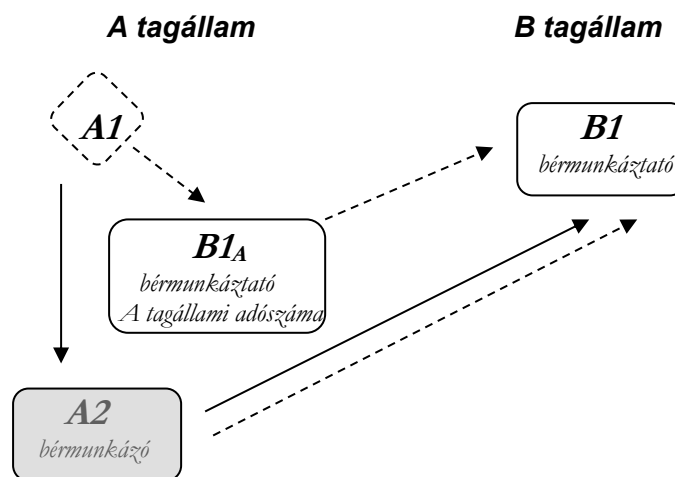 A tagállam
B tagállam
A1
B1
bérmunkáztató
B1A
bérmunkáztató
A tagállami adószáma
A2
bérmunkázó